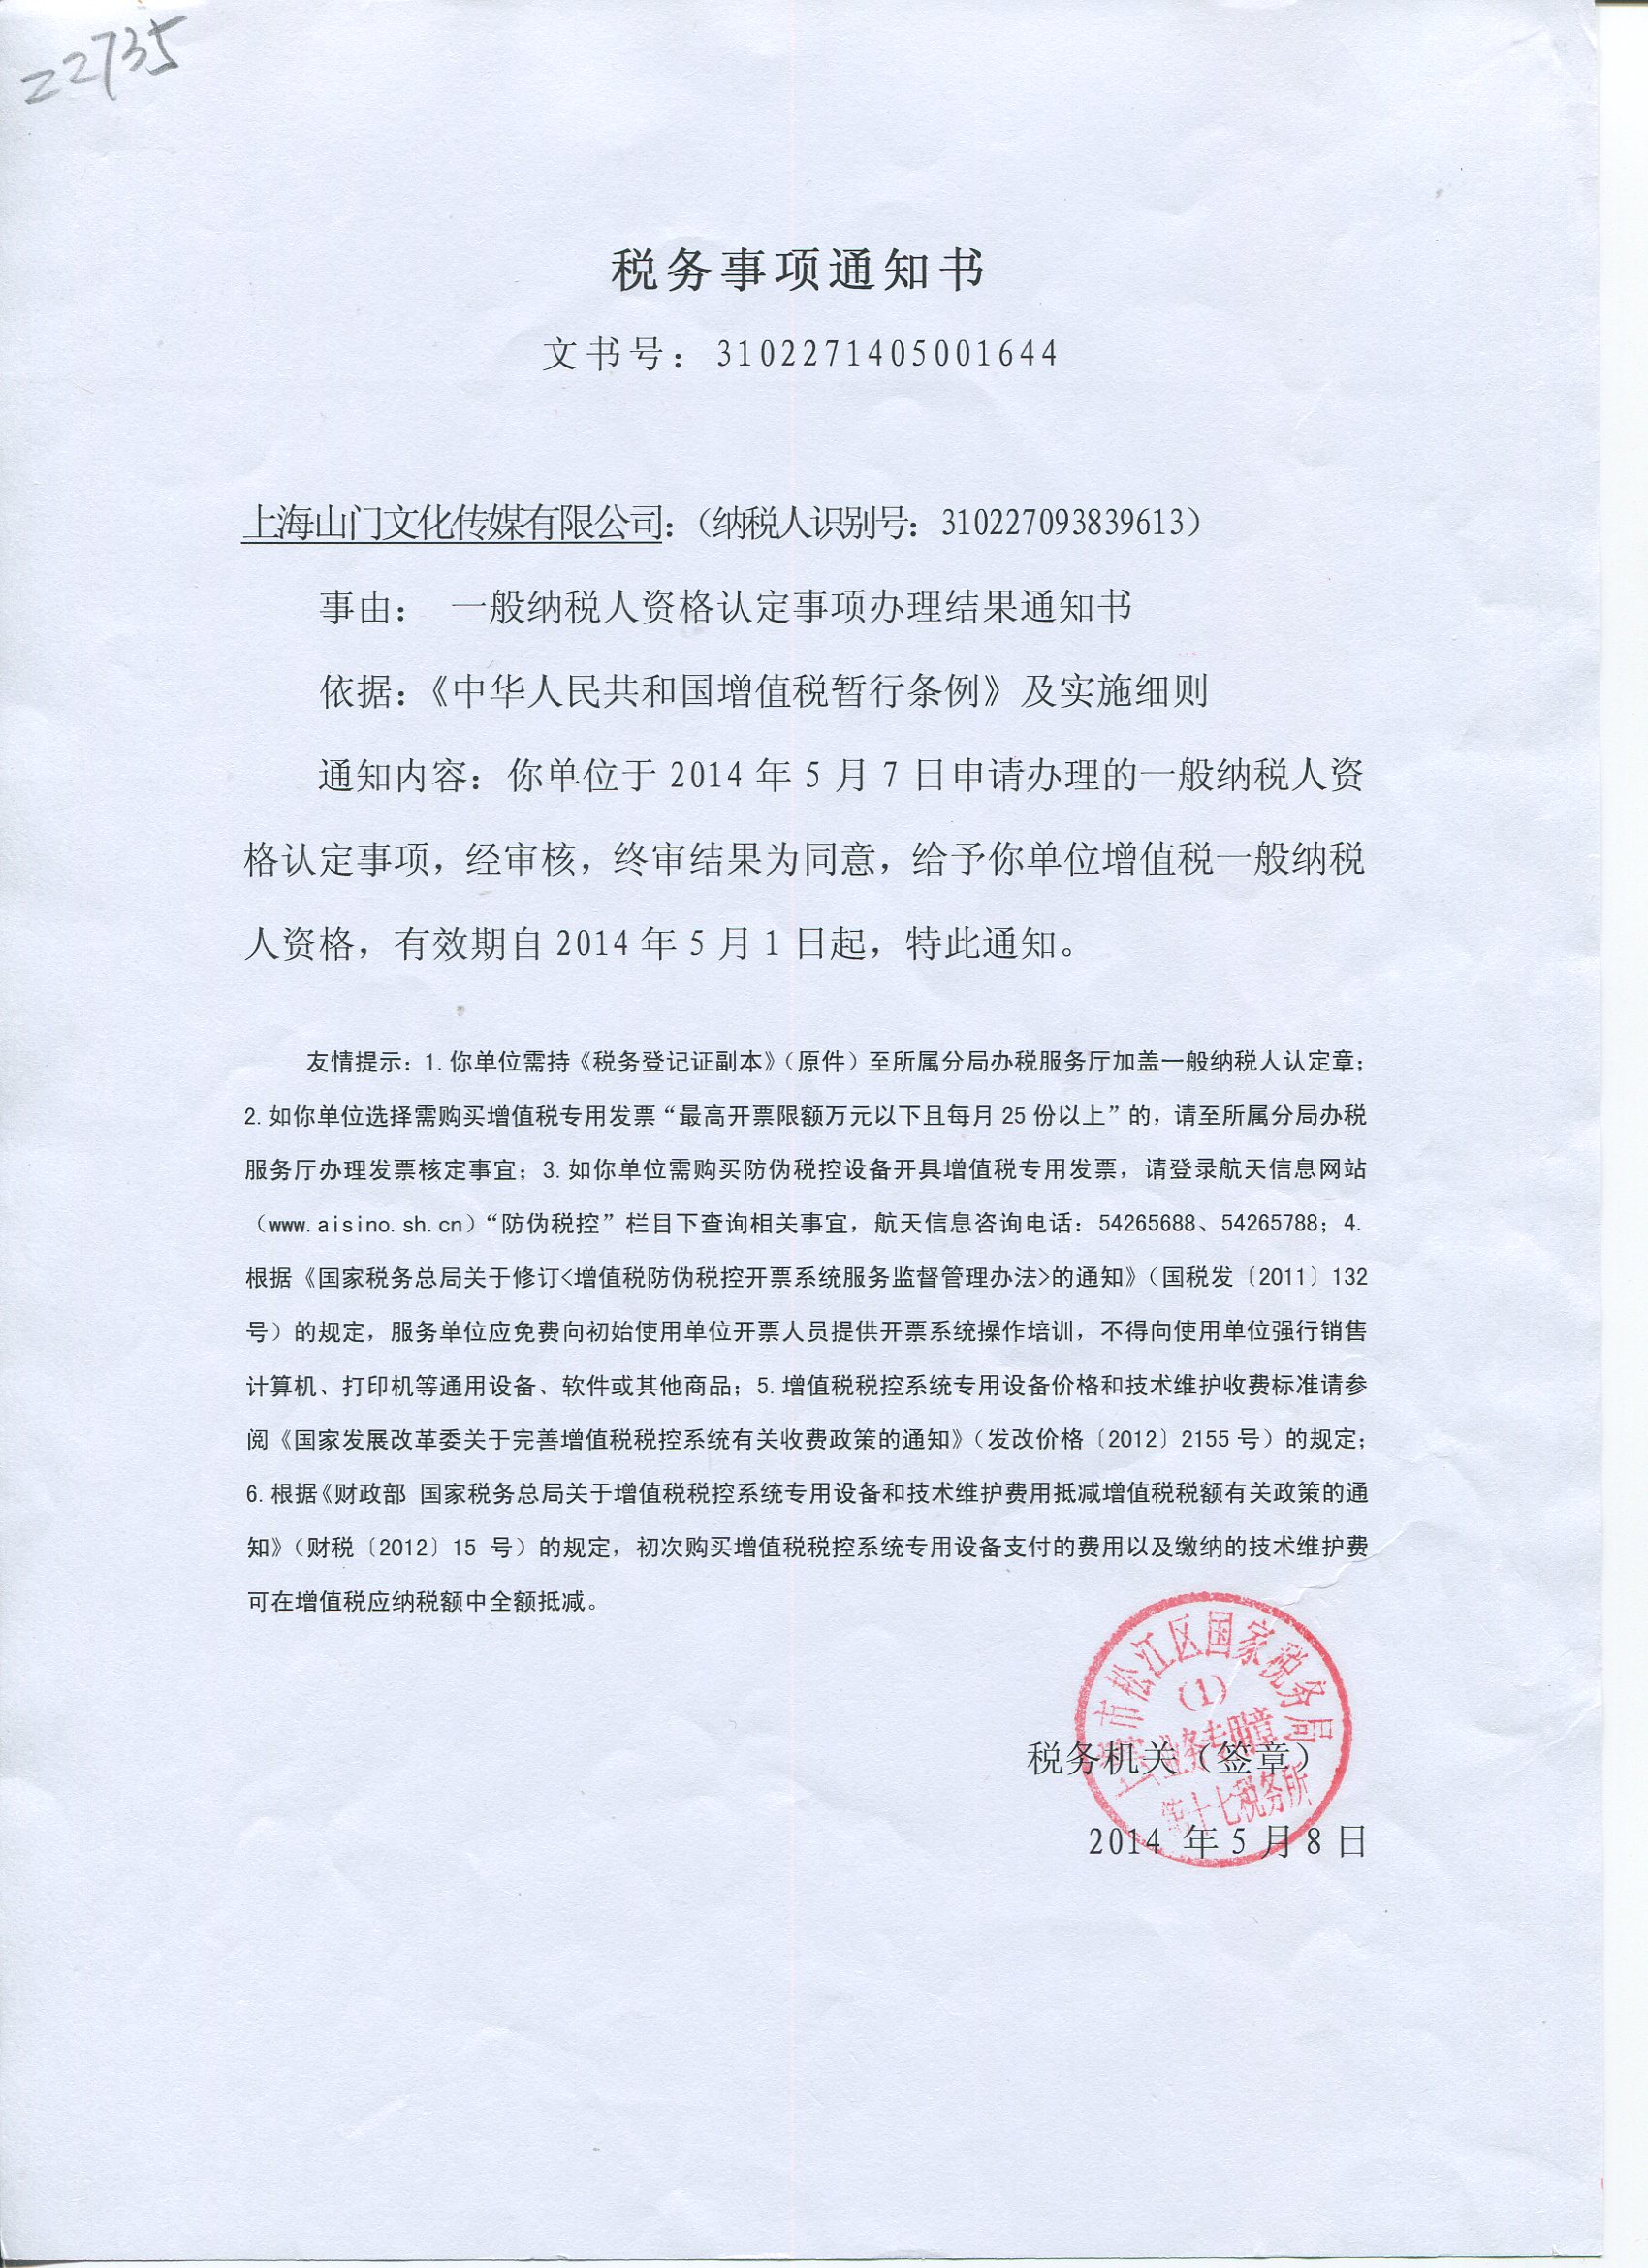 z2735
税务事项通知书
文书号：3102271405001644
上海山门文化传媒有限公司：（纳税人识别号：310227093839613）
事由： 一般纳税人资格认定事项办理结果通知书
依据：《中华人民共和国增值税暂行条例》及实施细则
通知内容：你单位于 2014 年 5 月 7 日申请办理的一般纳税人资
格认定事项，经审核，终审结果为同意，给予你单位增值税一般纳税
人资格，有效期自 2014 年 5 月 1 日起，特此通知。
友情提示：1.你单位需持《税务登记证副本》（原件）至所属分局办税服务厅加盖一般纳税人认定章；
2.如你单位选择需购买增值税专用发票“最高开票限额万元以下且每月 25 份以上”的，请至所属分局办税
服务厅办理发票核定事宜；3.如你单位需购买防伪税控设备开具增值税专用发票，请登录航天信息网站
（www.aisino.sh.cn）“防伪税控”栏目下查询相关事宜，航天信息咨询电话：54265688、54265788；4.
根据《国家税务总局关于修订<增值税防伪税控开票系统服务监督管理办法>的通知》（国税发〔2011〕132
号）的规定，服务单位应免费向初始使用单位开票人员提供开票系统操作培训，不得向使用单位强行销售
计算机、打印机等通用设备、软件或其他商品；5.增值税税控系统专用设备价格和技术维护收费标准请参
阅《国家发展改革委关于完善增值税税控系统有关收费政策的通知》（发改价格〔2012〕2155 号）的规定；
6.根据《财政部 国家税务总局关于增值税税控系统专用设备和技术维护费用抵减增值税税额有关政策的通
知》（财税〔2012〕15 号）的规定，初次购买增值税税控系统专用设备支付的费用以及缴纳的技术维护费
可在增值税应纳税额中全额抵减。
上海市松江区国家税务局
（1）
业务专用章
第十七税务所
税务机关（签章）
2014 年 5 月 8 日